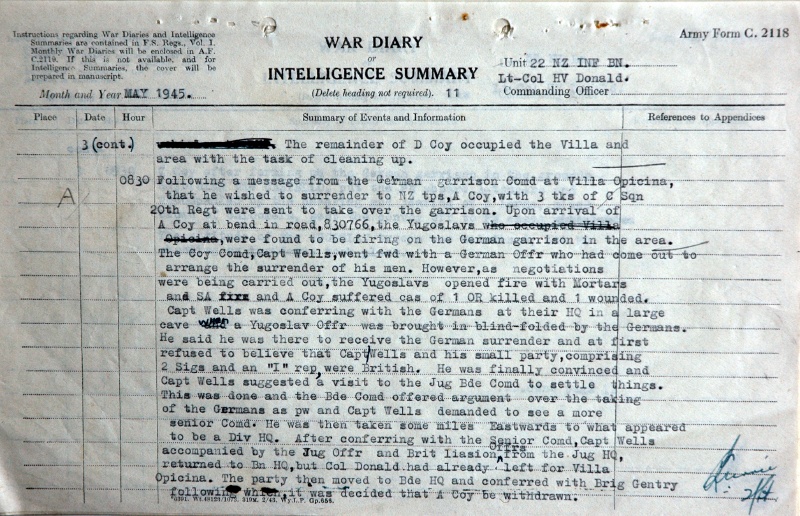 Instructions regarding War Diaries and Intelligence
Summaries are contained in F.S. Regs., Vol. I.
Monthly War Diaries will be enclosed in A.F.
C.2119. If this is not available, and for
Intelligence Summaries, the cover will be
prepared in manuscript.
Month and Year MAY 1945.
WAR DIARY
or
INTELLIGENCE SUMMARY
(Delete heading not required). 11
Army Form C. 2118
Unit 22 NZ INF BN.
Lt-Col HV Donald.
Commanding Officer
Place Date Hour Summary of Events and Information References to Appendices
3 (cont.) The remainder of D Coy occupied the Villa and
area with the task of cleaning up.
A
0830 Following a message from the German garrison Comd at Villa Opicina,
that he wished to surrender to NZ tps,A Coy,with 3 tks of C Sqn
20th Regt were sent to take over the garrison. Upon arrival of
A Coy at bend in road,830766,the Yugoslavs who occupied Villa
Opicina,were found to be firing on the German garrison in the area.
The Coy Comd,Capt Wells,went fwd with a German Offr who had come out to
arrange the surrender of his men. However,as negotiations
were being carried out,the Yugoslavs opened fire with Mortars
and SA fire and A Coy suffered cas of 1 OR killed and 1 wounded.
Capt Wells was conferring with the Germans at their HQ in a large
cave when a Yugoslav Offr was brought in blind-folded by the Germans.
He said he was there to receive the German surrender and at first
refused to believe that Capt/Wells and his small party,comprising
2 Sigs and an "I" rep,were British. He was finally convinced and
Capt Wells suggested a visit to the Jug Bde Comd to settle things.
This was done and the Bde Comd offered argument over the taking
of the Germans as pw and Capt Wells demanded to see a more
senior Comd. He was then taken some miles Eastwards to what appeared
to be a Div HQ. After conferring with the Senior Comd,Capt Wells
accompanied by the Jug Offr and Brit liasion Offrs from the Jug HQ,
returned to Bn HQ,but Col Donald had already left for Villa
Opicina. The party then moved to Bde HQ and conferred with Brig Gentry
following which,it was decided that A Coy be withdrawn.